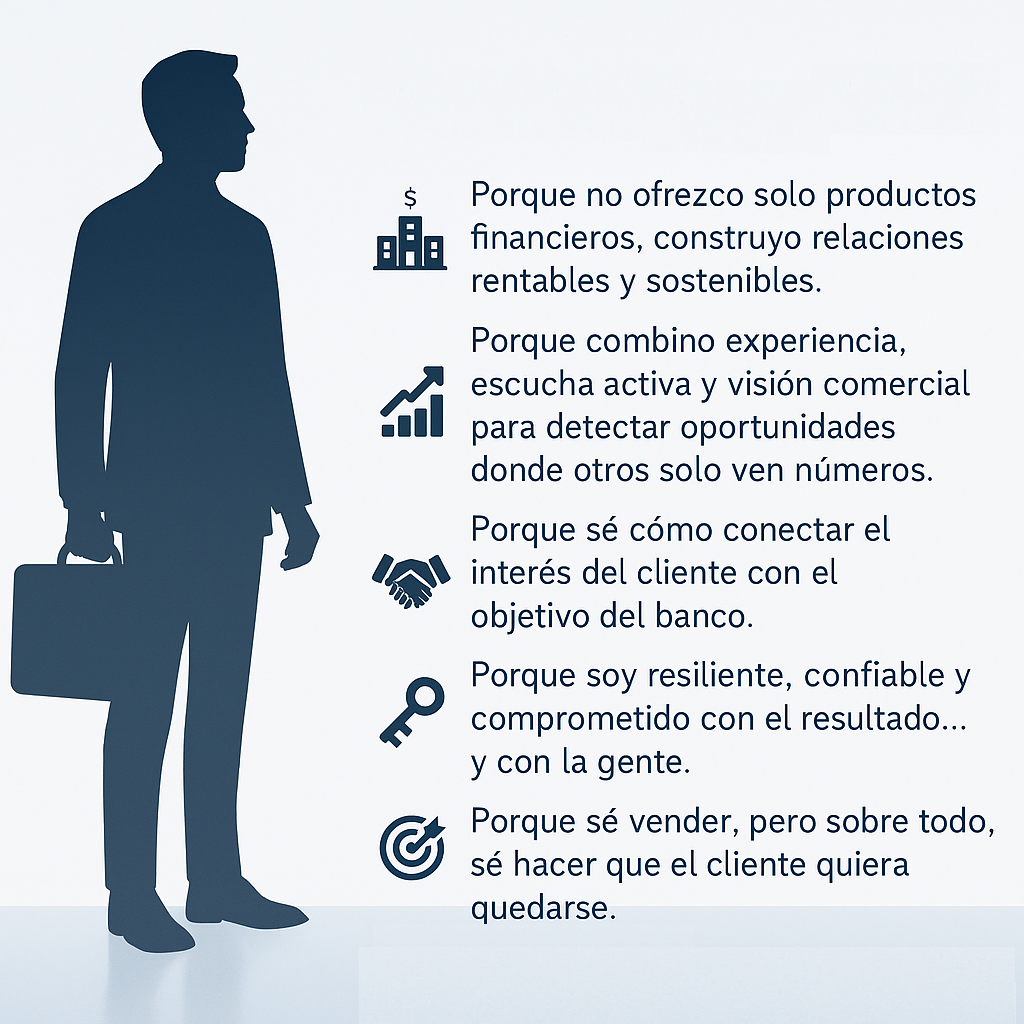 $
Porque no ofrezco solo productos
financieros, construyo relaciones
rentables y sostenibles.
Porque combino experiencia,
escucha activa y visión comercial
para detectar oportunidades
donde otros solo ven números.
Porque sé cómo conectar el
interés del cliente con el
objetivo del banco.
Porque soy resiliente, confiable y
comprometido con el resultado...
y con la gente.
Porque sé vender, pero sobre todo,
sé hacer que el cliente quiera
quedarse.